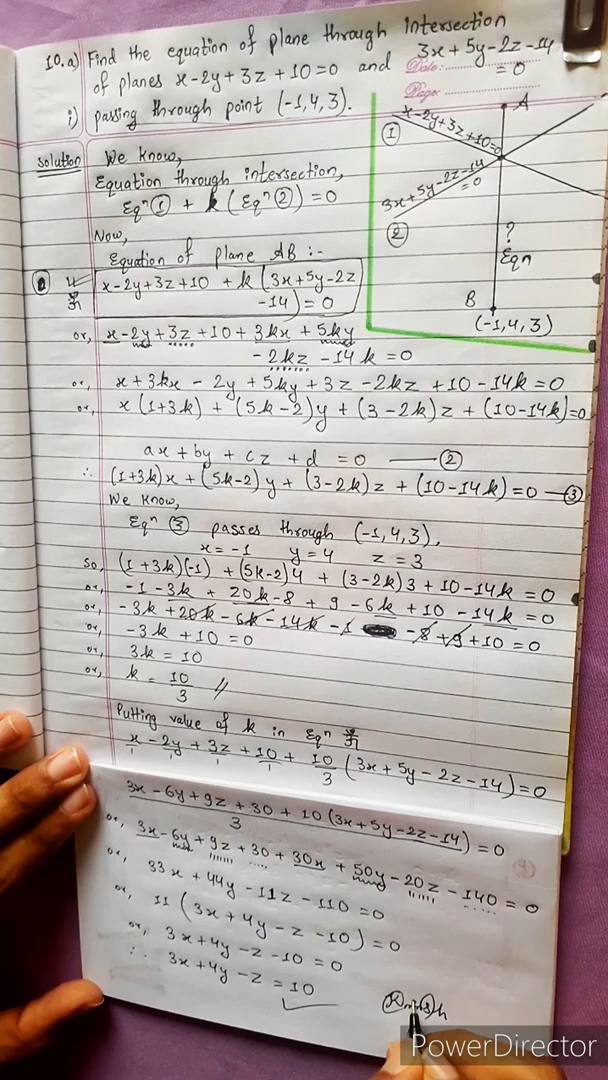 10.a) Find the equation of plane through intersection
of planes x-2y+3z+10=0 and 3x+5y-2z-14
= 0
Date:
Page:
i) passing through point (-1,4,3).
A
x-2y+3z+10=0
①
3x+5y-2z-14
=0
②
?
Eqn
B
(-1,4,3)
Solution
We know,
Equation through intersection,
Eqⁿ① + k (Eqⁿ②) = 0
Now,
Equation of plane AB :-
x-2y+3z+10 + k (3x+5y-2z
-14) = 0
or, x-2y+3z+10+3kx+5ky
-2kz -14k = 0
or, x+3kx - 2y + 5ky + 3z - 2kz + 10 - 14k = 0
or, x(1+3k) + (5k-2)y + (3-2k)z + (10-14k)=0
ax + by + cz + d = 0 —— ②
∴ (1+3k)x + (5k-2)y + (3-2k)z + (10-14k) = 0 — ③
We know,
Eqⁿ ③ passes through (-1,4,3),
x = -1 y = 4 z = 3
So, (1+3k)(-1) + (5k-2)4 + (3-2k)3 + 10-14k = 0
or, -1 -3k + 20k -8 + 9 -6k + 10 -14k = 0
or, -3k + 20k - 6k - 14k - 1 -8 +9 +10 = 0
or, -3k + 10 = 0
or, 3k = 10
or, k = 10/3 //
Putting value of k in Eqⁿ
x/1 - 2y/1 + 3z/1 + 10/1 + 10/3 (3x + 5y - 2z - 14) = 0
3x - 6y + 9z + 30 + 10 (3x+5y-2z-14) / 3 = 0
or, 3x - 6y + 9z + 30 + 30x + 50y - 20z - 140 = 0
or, 33x + 44y - 11z - 110 = 0
or, 11 (3x + 4y - z - 10) = 0
or, 3x + 4y - z - 10 = 0
∴ 3x + 4y - z = 10
PowerDirector